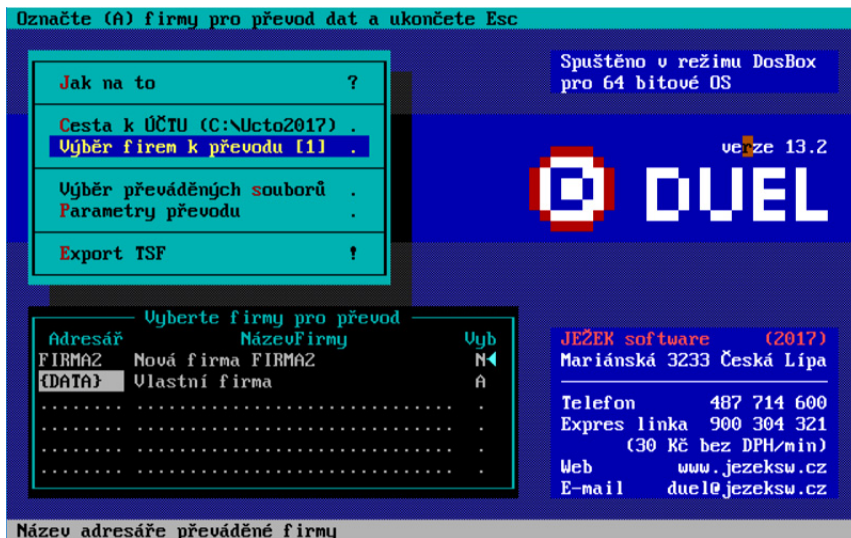 Označte (A) firmy pro převod dat a ukončete Esc
Jak na to ?
Cesta k ÚČTU (C:\Ucto2017) .
Výběr firem k převodu [1] .
Výběr převáděných souborů .
Parametry převodu .
Export TSF !
Spuštěno v režimu DosBox
pro 64 bitové OS
verze 13.2
DUEL
Vyberte firmy pro převod
Adresář NázevFirmy Vyb
FIRMA2 Nová firma FIRMA2 N
{DATA} Vlastní firma A
JEŽEK software (2017)
Mariánská 3233 Česká Lípa
Telefon 487 714 600
Expres linka 900 304 321
(30 Kč bez DPH/min)
Web www.jezeksw.cz
E-mail duel@jezeksw.cz
Název adresáře převáděné firmy